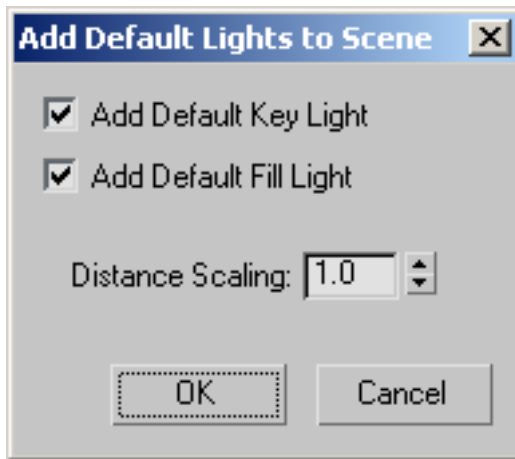 Add Default Lights to Scene
Add Default Key Light
Add Default Fill Light
Distance Scaling: 1.0
OK Cancel